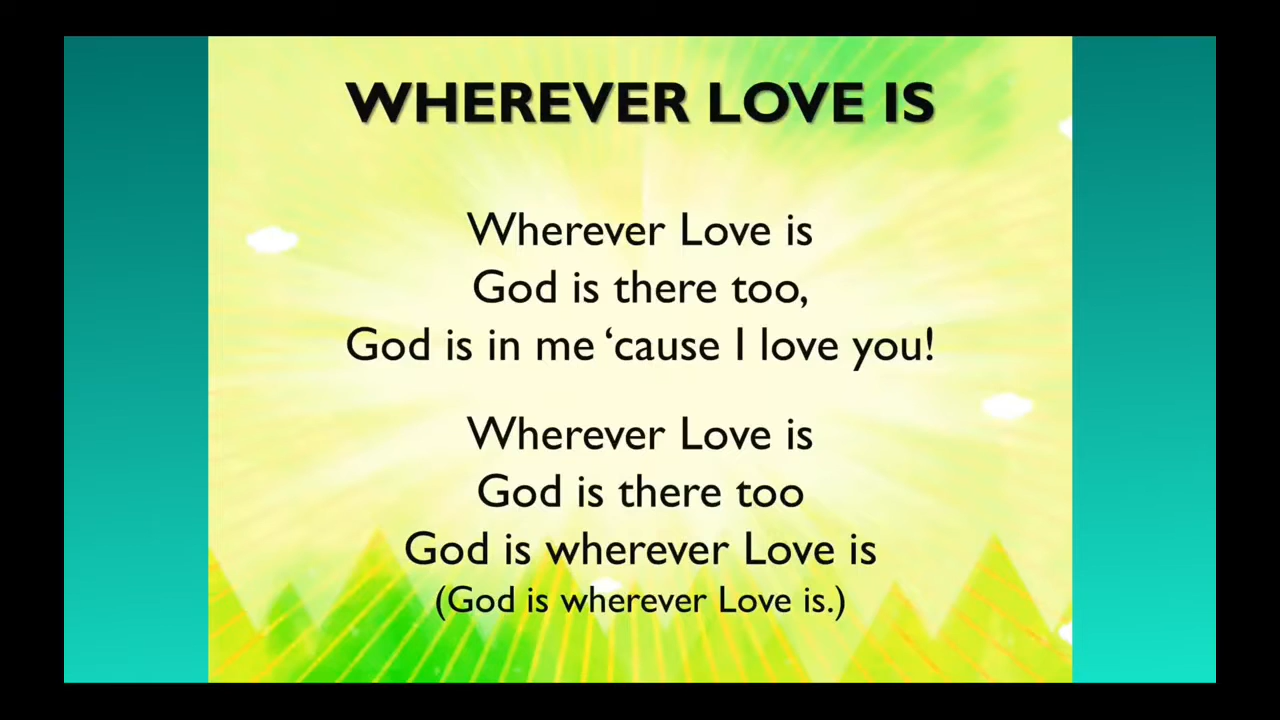 WHEREVER LOVE IS
Wherever Love is
God is there too,
God is in me ‘cause I love you!
Wherever Love is
God is there too
God is wherever Love is
(God is wherever Love is.)